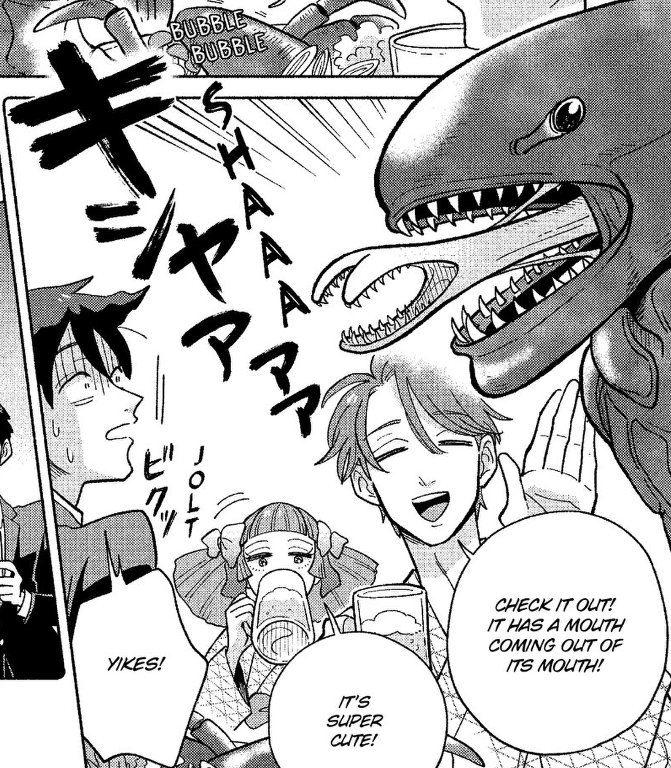 BUBBLE
BUBBLE
キシャアアア
SHAAAA
ビクッ
JOLT
CHECK IT OUT!
IT HAS A MOUTH
COMING OUT OF
ITS MOUTH!
YIKES!
IT'S
SUPER
CUTE!